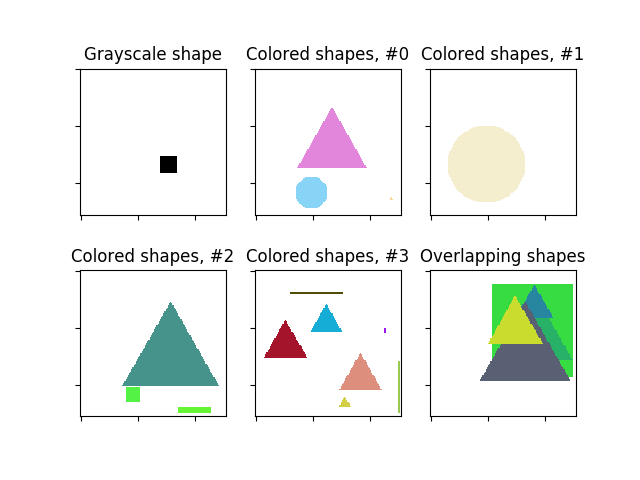 Grayscale shape
Colored shapes, #0
Colored shapes, #1
Colored shapes, #2
Colored shapes, #3
Overlapping shapes